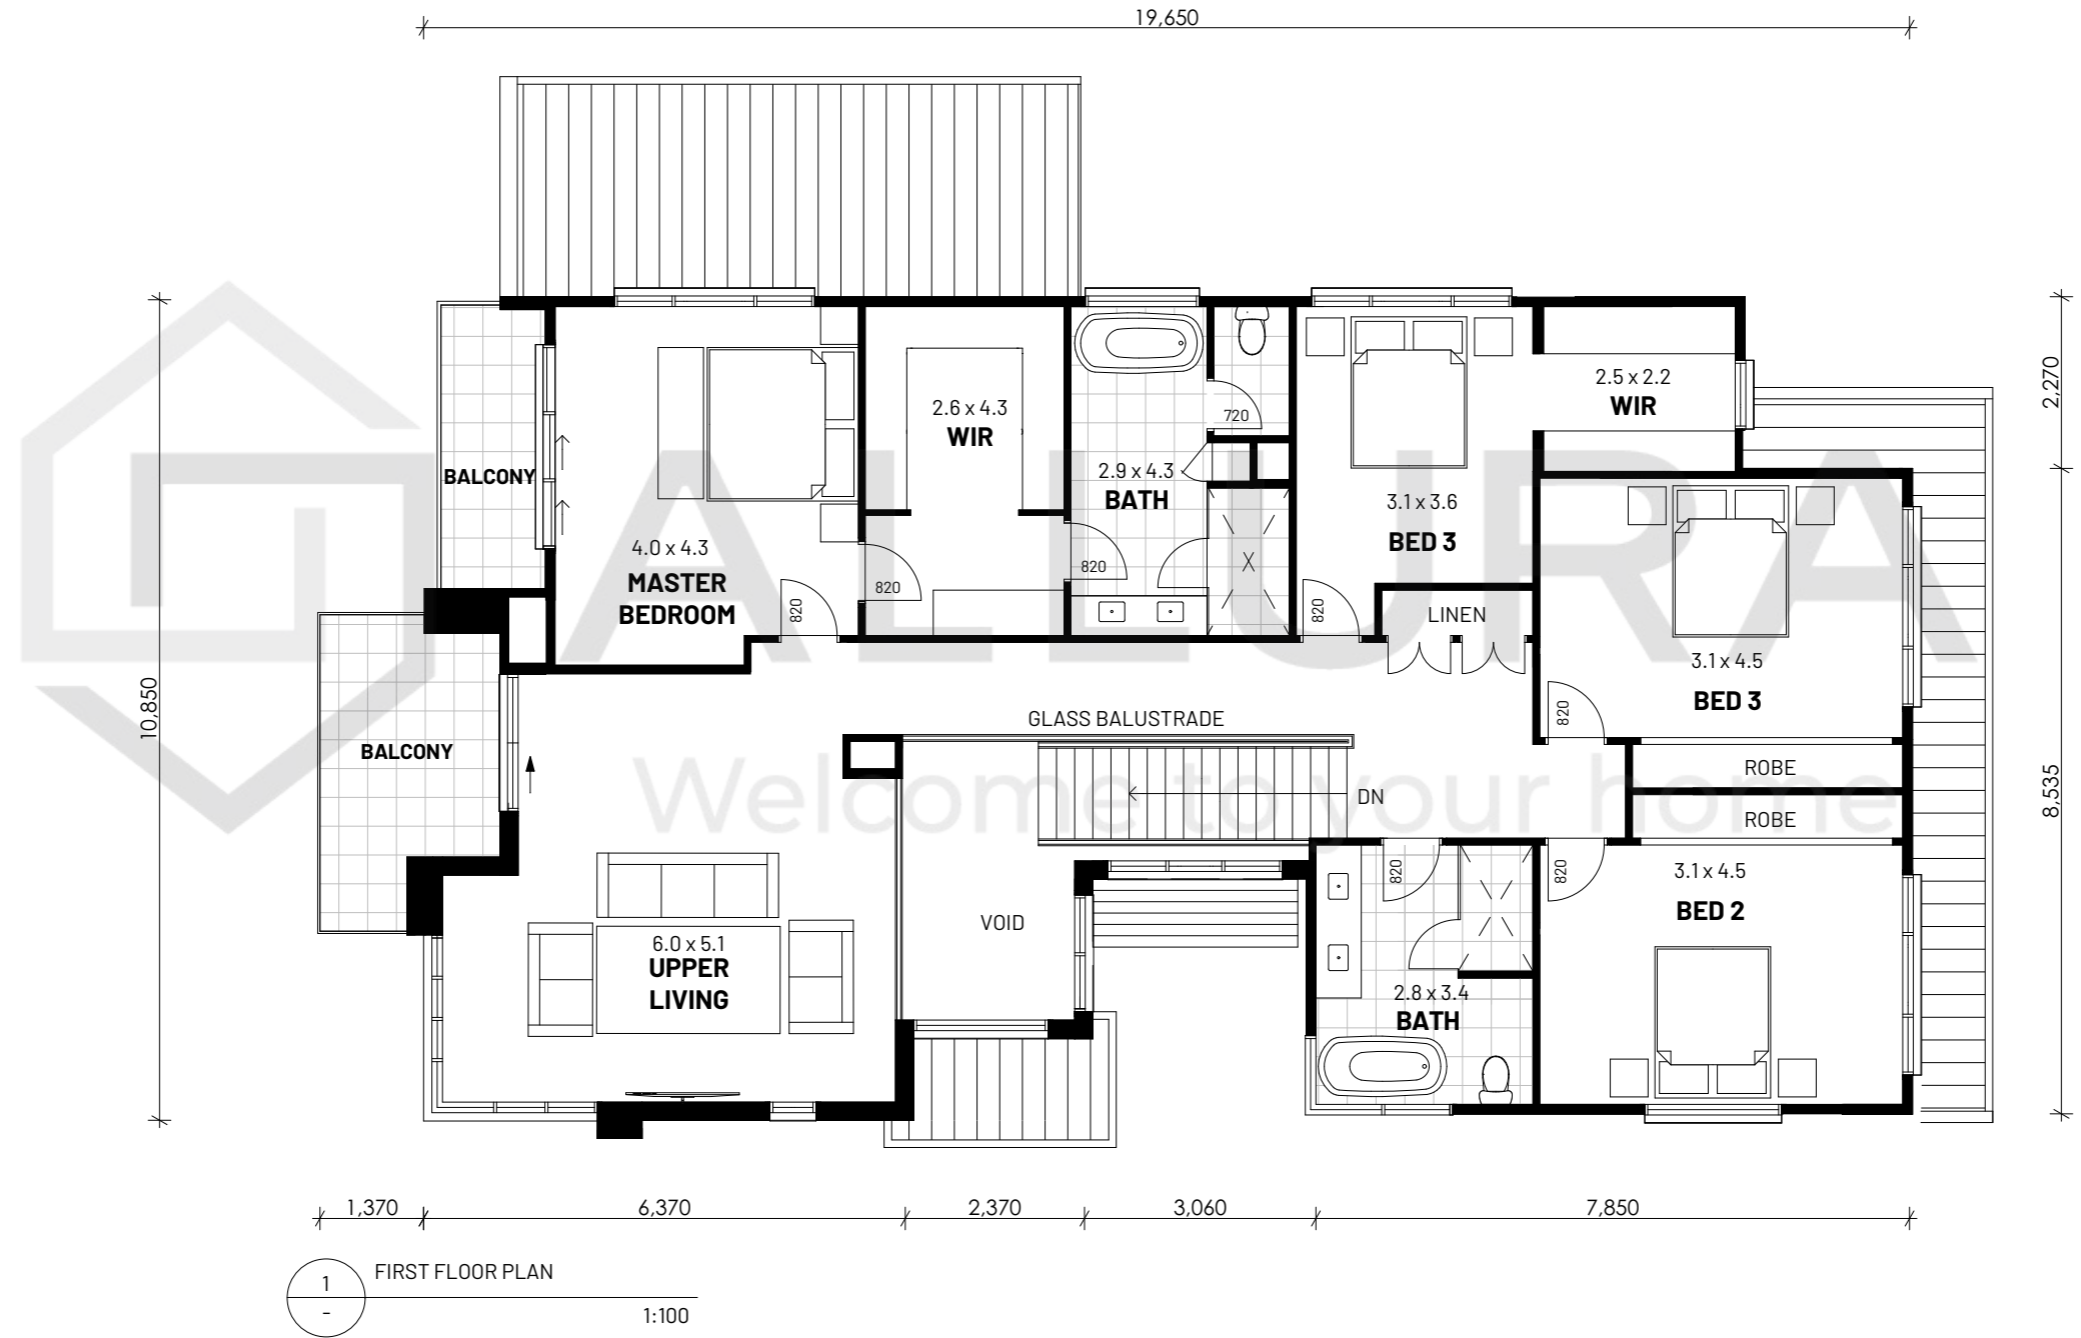 19,650
2,270
10,850
8,535
BALCONY
4.0 x 4.3
MASTER
BEDROOM
820
2.6 x 4.3
WIR
820
2.9 x 4.3
BATH
720
820
3.1 x 3.6
BED 3
820
LINEN
2.5 x 2.2
WIR
3.1 x 4.5
BED 3
820
ROBE
ROBE
ALLURA
Welcome to your home
BALCONY
GLASS BALUSTRADE
DN
VOID
6.0 x 5.1
UPPER
LIVING
820
2.8 x 3.4
BATH
820
3.1 x 4.5
BED 2
1,370
6,370
2,370
3,060
7,850
1
-
FIRST FLOOR PLAN
1:100